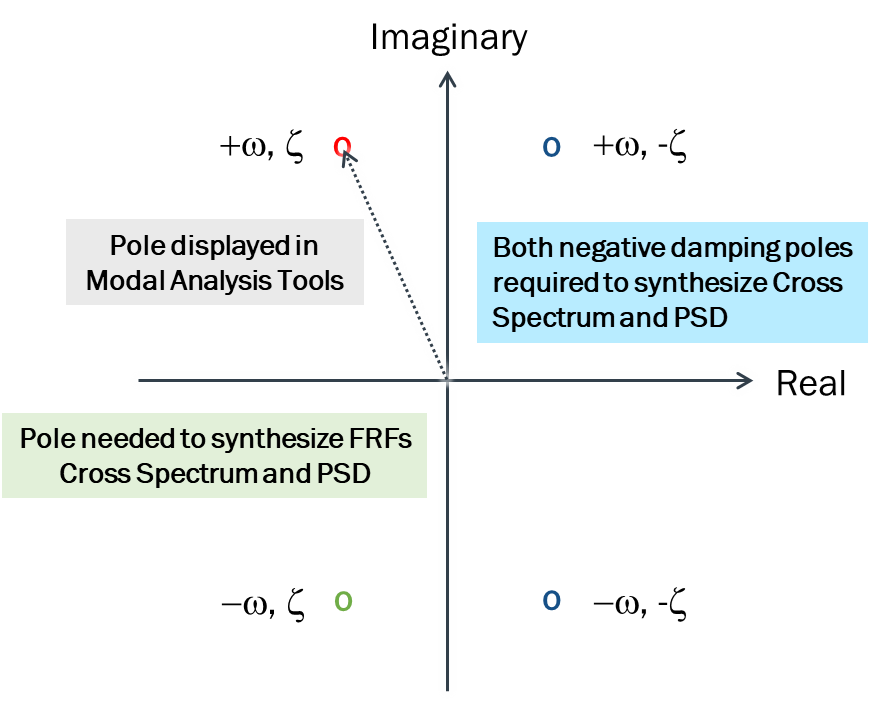 Imaginary
+ω, ζ
o
o
+ω, -ζ
Pole displayed in
Modal Analysis Tools
Both negative damping poles
required to synthesize Cross
Spectrum and PSD
Real
Pole needed to synthesize FRFs
Cross Spectrum and PSD
−ω, ζ
o
o
−ω, -ζ